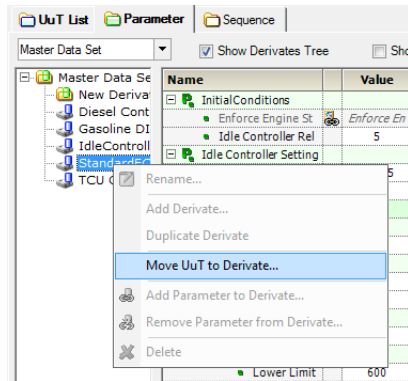 UuT List Parameter Sequence
Master Data Set Show Derivates Tree Sho
Master Data Se Name Value
New Derivat InitialConditions
Diesel Cont Enforce Engine St Enforce En
Gasoline DI Idle Controller Rel 5
IdleControll Idle Controller Setting
StandardEC 5
TCU
Rename...
Add Derivate...
Duplicate Derivate
Move UuT to Derivate...
Add Parameter to Derivate...
Remove Parameter from Derivate...
Delete
Lower Limit 600